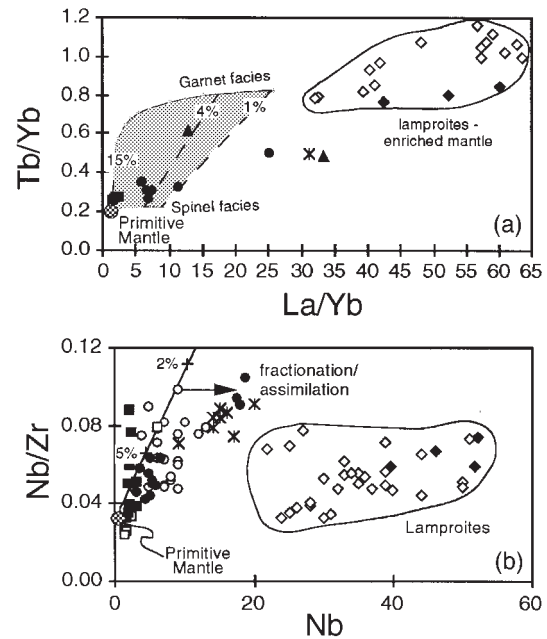 1.2
1.0
0.8
0.6
0.4
0.2
0.0
Tb/Yb
Garnet facies
4%
1%
15%
lamproites -
enriched mantle
Spinel facies
Primitive
Mantle
(a)
0 5 10 15 20 25 30 35 40 45 50 55 60 65
La/Yb
0.12
0.08
0.04
0.00
Nb/Zr
2%
fractionation/
assimilation
5%
Lamproites
Primitive
Mantle
(b)
0 20 40 60
Nb